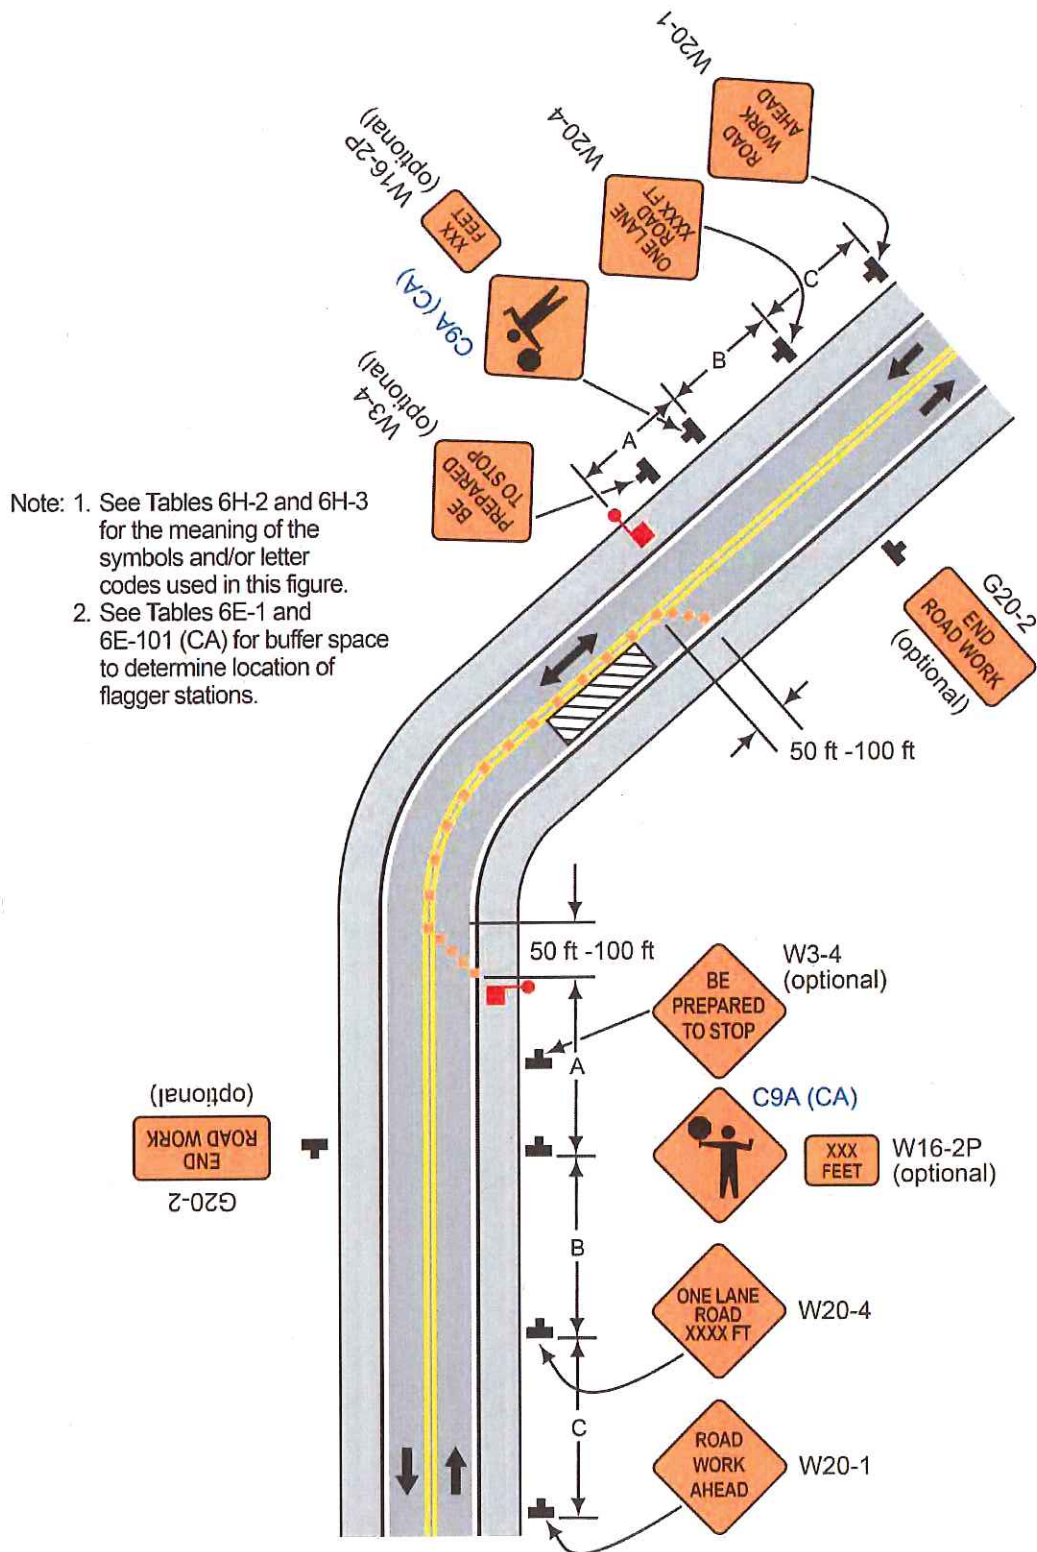 W20-1
ROAD
WORK
AHEAD
W20-4
ONE LANE
ROAD
XXXX FT
W16-2P
(optional)
XXX
FEET
C9A (CA)
W3-4
(optional)
BE
PREPARED
TO STOP
C
B
A
Note: 1. See Tables 6H-2 and 6H-3
for the meaning of the
symbols and/or letter
codes used in this figure.
2. See Tables 6E-1 and
6E-101 (CA) for buffer space
to determine location of
flagger stations.
G20-2
END
ROAD WORK
(optional)
50 ft -100 ft
50 ft -100 ft
BE
PREPARED
TO STOP
W3-4
(optional)
A
C9A (CA)
XXX
FEET
W16-2P
(optional)
G20-2
END
ROAD WORK
(optional)
B
ONE LANE
ROAD
XXXX FT
W20-4
C
ROAD
WORK
AHEAD
W20-1